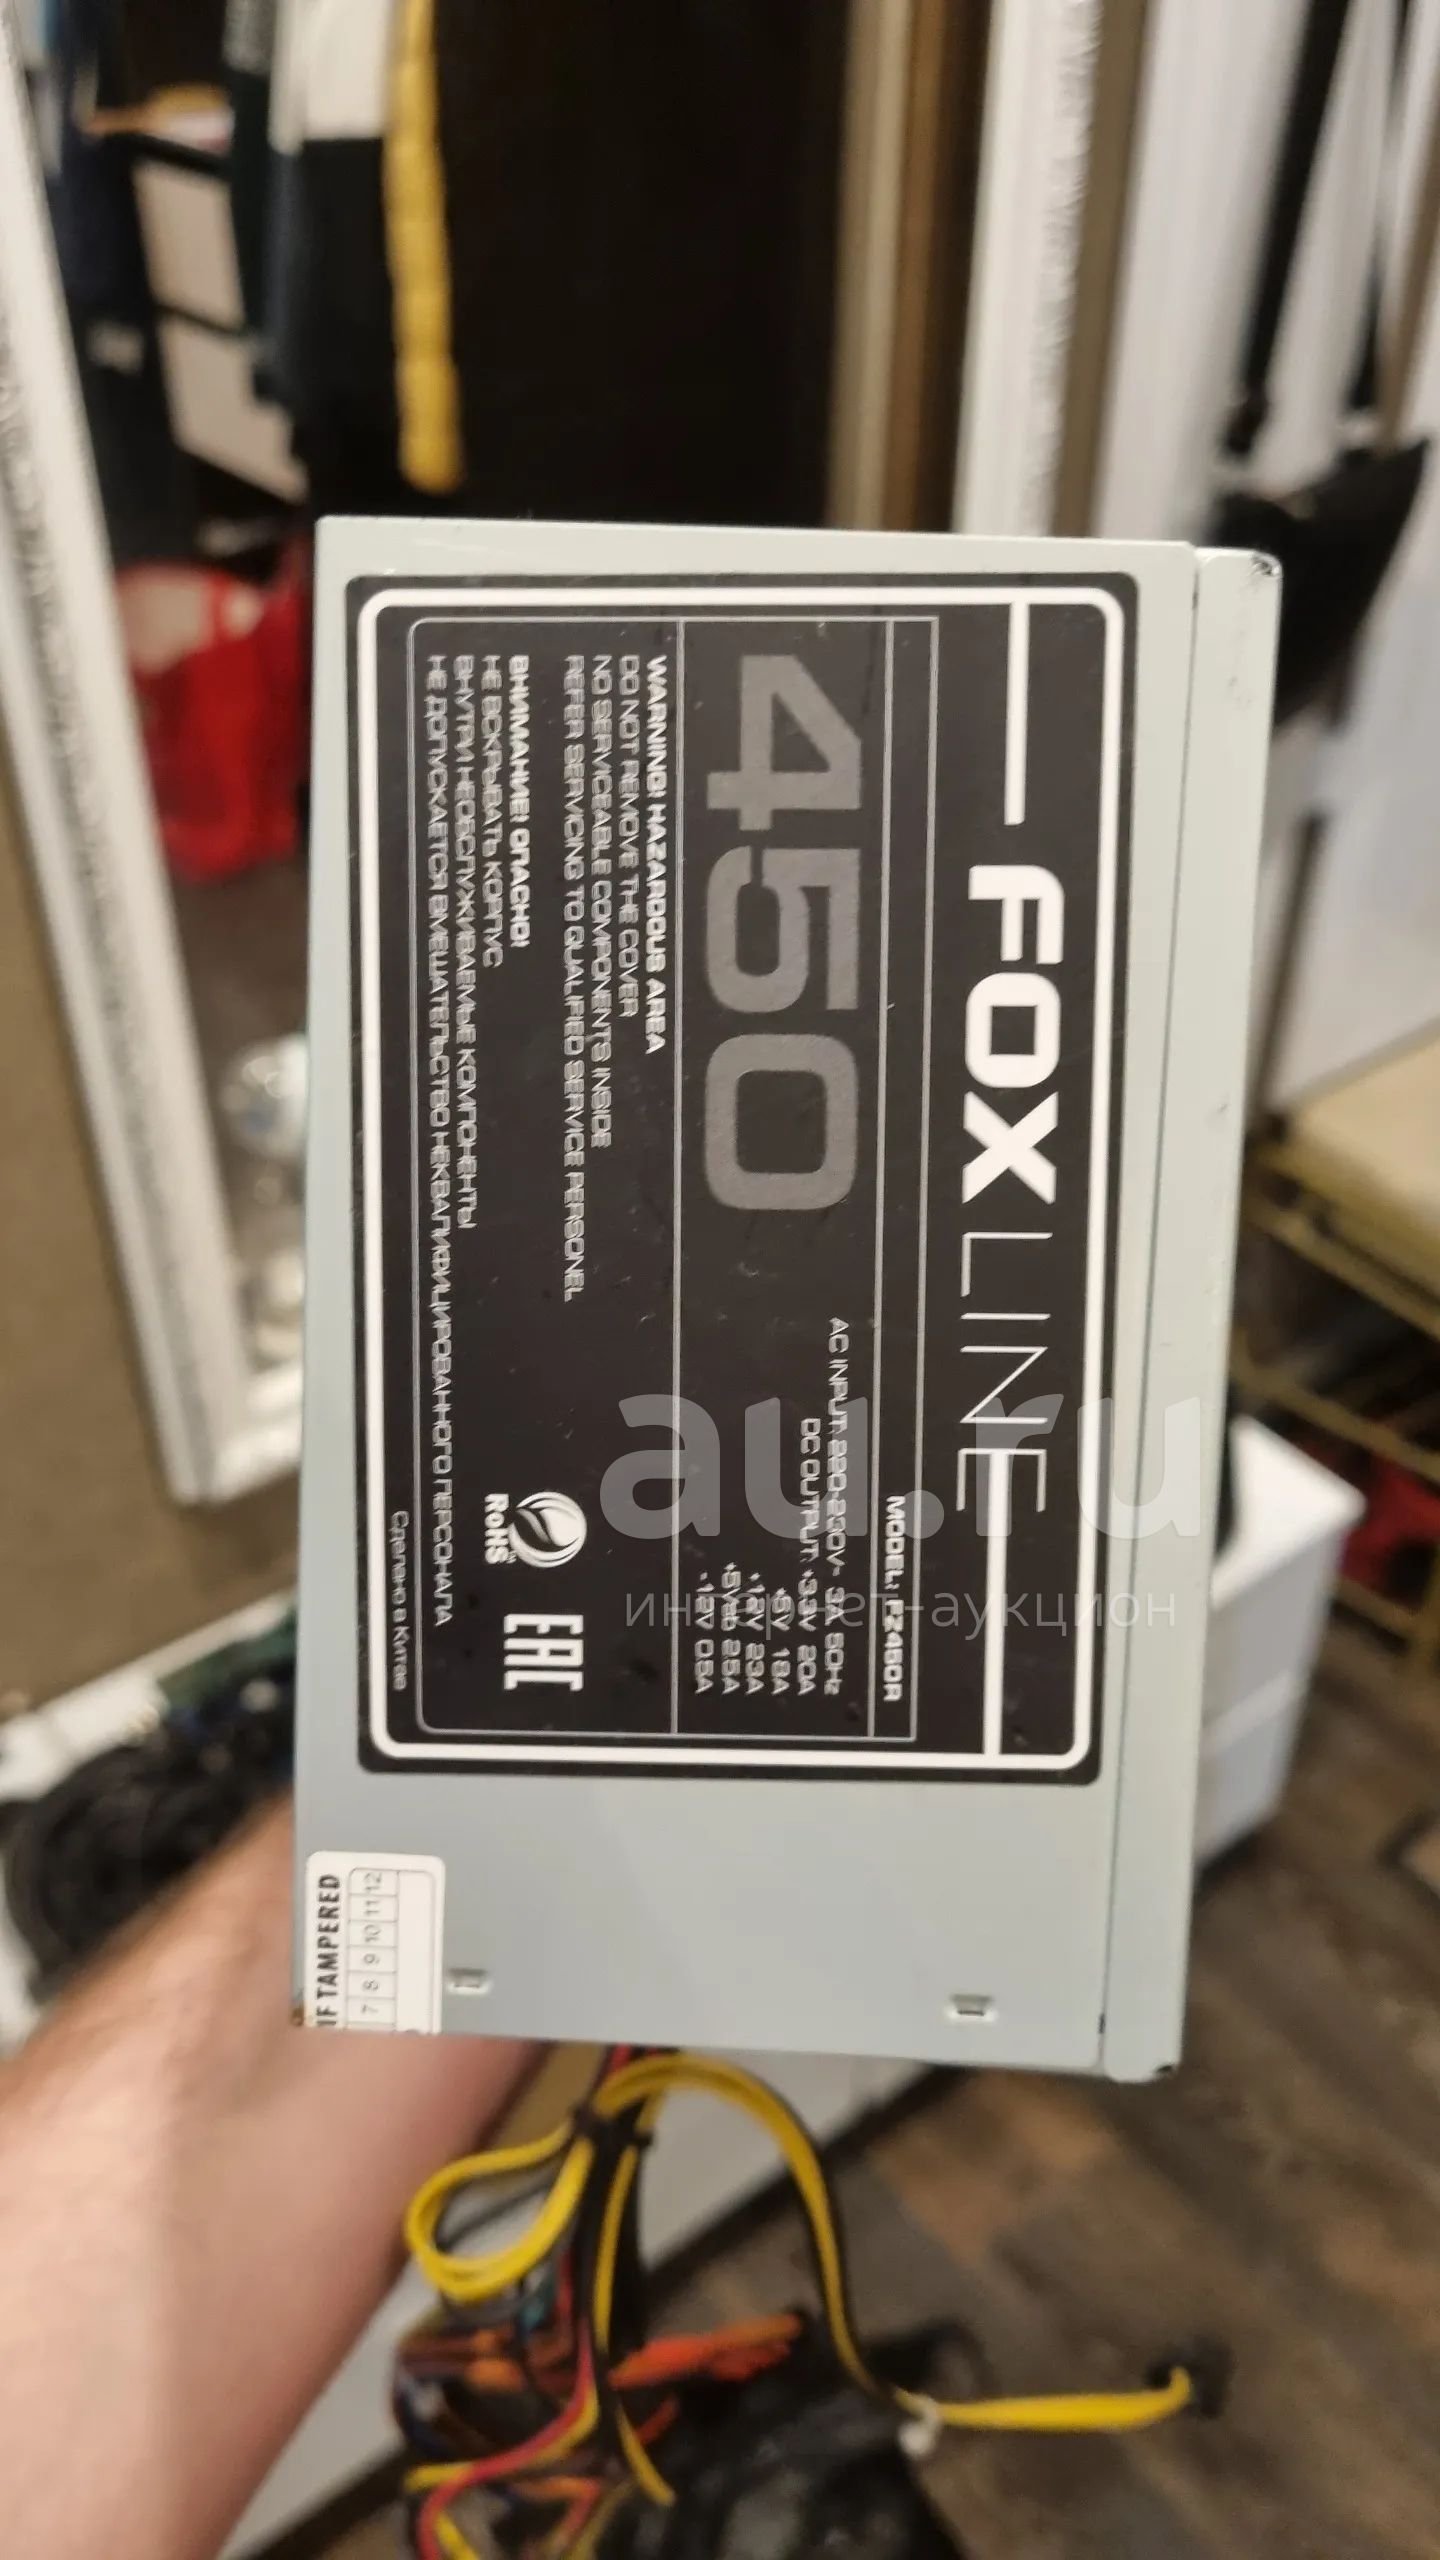 FOXLINE
MODEL: FZ450R
450
AC INPUT: 220-230V~ 3A 50Hz
DC OUTPUT: +3.3V 20A
+5V 18A
+12V 23A
+5Vsb 2.5A
-12V 0.5A
WARNING! HAZARDOUS AREA
DO NOT REMOVE THE COVER
NO SERVICEABLE COMPONENTS INSIDE
REFER SERVICING TO QUALIFIED SERVICE PERSONEL
ВНИМАНИЕ! ОПАСНО!
НЕ ВСКРЫВАТЬ КОРПУС
ВНУТРИ НЕОБСЛУЖИВАЕМЫЕ КОМПОНЕНТЫ
НЕ ДОПУСКАЕТСЯ ВМЕШАТЕЛЬСТВО НЕКВАЛИФИЦИРОВАННОГО ПЕРСОНАЛА
RoHS
EAC
Сделано в Китае
IF TAMPERED
7 8 9 10 11 12
au.ru
интернет-аукцион